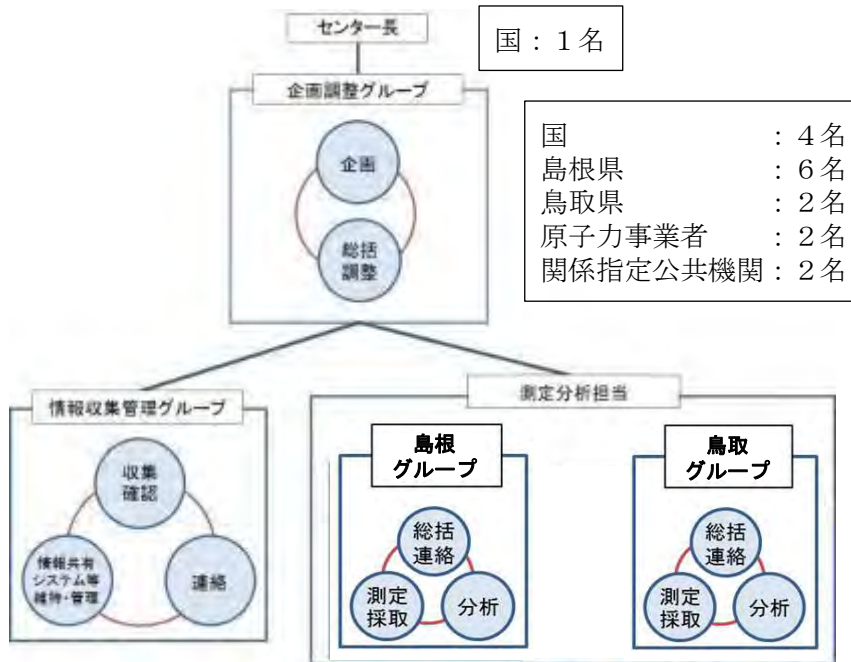 センター長
国：１名
企画調整グループ
企画
総括
調整
国　　　　　　　：４名
島根県　　　　　：６名
鳥取県　　　　　：２名
原子力事業者　　：２名
関係指定公共機関：２名
情報収集管理グループ
収集
確認
情報共有
システム等
維持・管理
連絡
測定分析担当
島根
グループ
総括
連絡
測定
採取
分析
鳥取
グループ
総括
連絡
測定
採取
分析